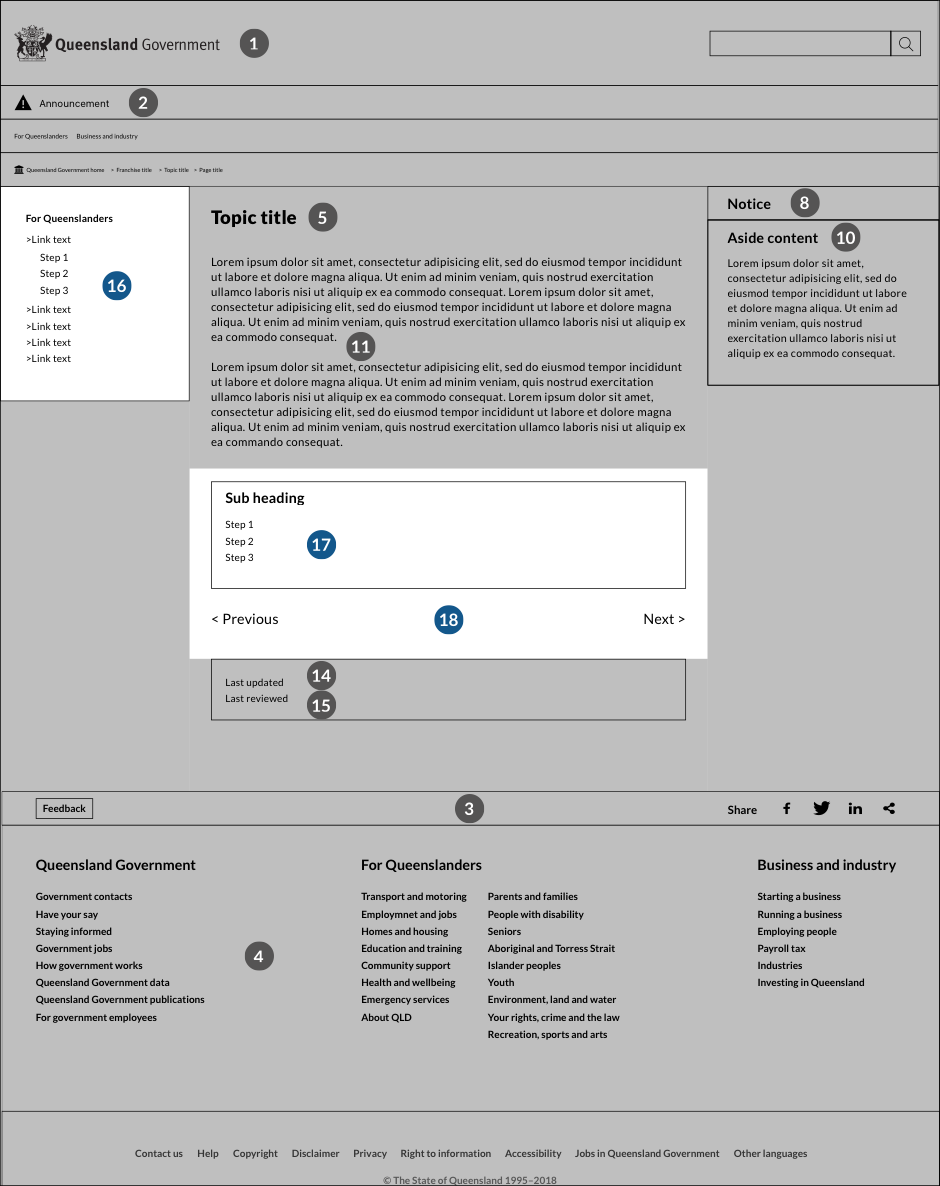 Queensland Government 1
Announcement 2
For Queenslanders Business and industry
Queensland Government home > Franchise title > Topic title > Page title
For Queenslanders
>Link text
Step 1
Step 2
Step 3
16
>Link text
>Link text
>Link text
>Link text
Topic title 5
Lorem ipsum dolor sit amet, consectetur adipisicing elit, sed do eiusmod tempor incididunt
ut labore et dolore magna aliqua. Ut enim ad minim veniam, quis nostrud exercitation
ullamco laboris nisi ut aliquip ex ea commodo consequat. Lorem ipsum dolor sit amet,
consectetur adipisicing elit, sed do eiusmod tempor incididunt ut labore et dolore magna
aliqua. Ut enim ad minim veniam, quis nostrud exercitation ullamco laboris nisi ut aliquip ex
ea commodo consequat.
11
Lorem ipsum dolor sit amet, consectetur adipisicing elit, sed do eiusmod tempor incididunt
ut labore et dolore magna aliqua. Ut enim ad minim veniam, quis nostrud exercitation
ullamco laboris nisi ut aliquip ex ea commodo consequat. Lorem ipsum dolor sit amet,
consectetur adipisicing elit, sed do eiusmod tempor incididunt ut labore et dolore magna
aliqua. Ut enim ad minim veniam, quis nostrud exercitation ullamco laboris nisi ut aliquip ex
ea commando consequat.
Sub heading
Step 1
Step 2
Step 3
17
< Previous 18 Next >
Last updated 14
Last reviewed 15
Notice 8
Aside content 10
Lorem ipsum dolor sit amet,
consectetur adipisicing elit, sed do
eiusmod tempor incididunt ut labore
et dolore magna aliqua. Ut enim ad
minim veniam, quis nostrud
exercitation ullamco laboris nisi ut
aliquip ex ea commodo consequat.
Feedback 3 Share
Queensland Government
Government contacts
Have your say
Staying informed
Government jobs
How government works
Queensland Government data
Queensland Government publications
For government employees
4
For Queenslanders
Transport and motoring
Employmnet and jobs
Homes and housing
Education and training
Community support
Health and wellbeing
Emergency services
About QLD
Parents and families
People with disability
Seniors
Aboriginal and Torress Strait
Islander peoples
Youth
Environment, land and water
Your rights, crime and the law
Recreation, sports and arts
Business and industry
Starting a business
Running a business
Employing people
Payroll tax
Industries
Investing in Queensland
Contact us Help Copyright Disclaimer Privacy Right to information Accessibility Jobs in Queensland Government Other languages
© The State of Queensland 1995–2018